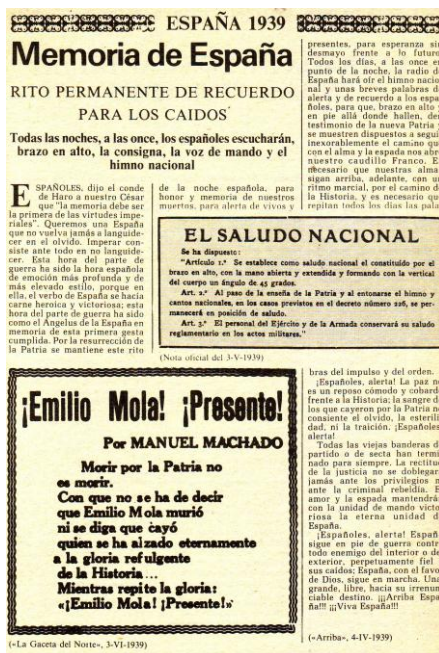 ESPAÑA 1939
Memoria de España
RITO PERMANENTE DE RECUERDO
PARA LOS CAIDOS
Todas las noches, a las once, los españoles escucharán,
brazo en alto, la consigna, la voz de mando y el
himno nacional
ESPAÑOLES, dijo el conde
de Haro a nuestro César
que "la memoria debe ser
la primera de las virtudes impe-
riales". Queremos una España
que no vuelva jamás a languide-
cer en el olvido. Imperar con-
siste ante todo en no languide-
cer. Esta hora del parte de
guerra ha sido la hora española
de emoción más profunda y de
más elevado estilo, porque en
ella, el verbo de España se hacía
carne heroica y victoriosa; esta
hora del parte de guerra ha sido
como el Angelus de la España en
memoria de esta primera gesta
cumplida. Por la resurrección de
la Patria se mantiene este rito
de la noche española, para
honor y memoria de nuestros
muertos, para alerta de vivos y
presentes, para esperanza sin
desmayo frente a lo futuro.
Todos los días, a las once en
punto de la noche, la radio de
España hará oír el himno nacio-
nal y unas breves palabras de
alerta y de recuerdo a los espa-
ñoles, para que, brazo en alto y
en pie allá donde hallen, den
testimonio de la nueva Patria y
se muestren dispuestos a seguir
inexorablemente el camino que
con el alma y la espada nos abre
nuestro caudillo Franco. Es
necesario que nuestras almas
sigan arriba, adelante, con un
ritmo marcial, por el camino de
la Historia, y es necesario que
repitan todos los días las pala-
EL SALUDO NACIONAL
Se ha dispuesto:
"Artículo 1.º Se establece como saludo nacional el constituido por el
brazo en alto, con la mano abierta y extendida y formando con la vertical
del cuerpo un ángulo de 45 grados.
Art. 2.º Al paso de la enseña de la Patria y al entonarse el himno y
cantos nacionales, en los casos previstos en el decreto número 226, se per-
manecerá en posición de saludo.
Art. 3.º El personal del Ejército y de la Armada conservará su saludo
reglamentario en los actos militares."
(Nota oficial del 3-V-1939)
¡Emilio Mola! ¡Presente!
Por MANUEL MACHADO
Morir por la Patria no
es morir.
Con que no se ha de decir
que Emilio Mola murió
ni se diga que cayó
quien se ha alzado eternamente
a la gloria refulgente
de la Historia...
Mientras repite la gloria:
«¡Emilio Mola! ¡Presente!»
(«La Gaceta del Norte», 3-VI-1939)
bras del impulso y del orden.
¡Españoles, alerta! La paz no
es un reposo cómodo y cobarde
frente a la Historia; la sangre de
los que cayeron por la Patria no
consiente el olvido, la esterili-
dad, ni la traición. ¡Españoles,
alerta!
Todas las viejas banderas de
partido o de secta han termi-
nado para siempre. La rectitud
de la justicia no se doblegará
jamás ante los privilegios ni
ante la criminal rebeldía. El
amor y la espada mantendrán,
con la unidad de mando victo-
riosa la eterna unidad de
España.
¡Españoles, alerta! España
sigue en pie de guerra contra
todo enemigo del interior o del
exterior, perpetuamente fiel a
sus caídos; España, con el favor
de Dios, sigue en marcha. Una,
grande, libre, hacia su irrenun-
ciable destino. ¡¡¡Arriba Espa-
ña!!! ¡¡¡Viva España!!!
(«Arriba», 4-IV-1939)